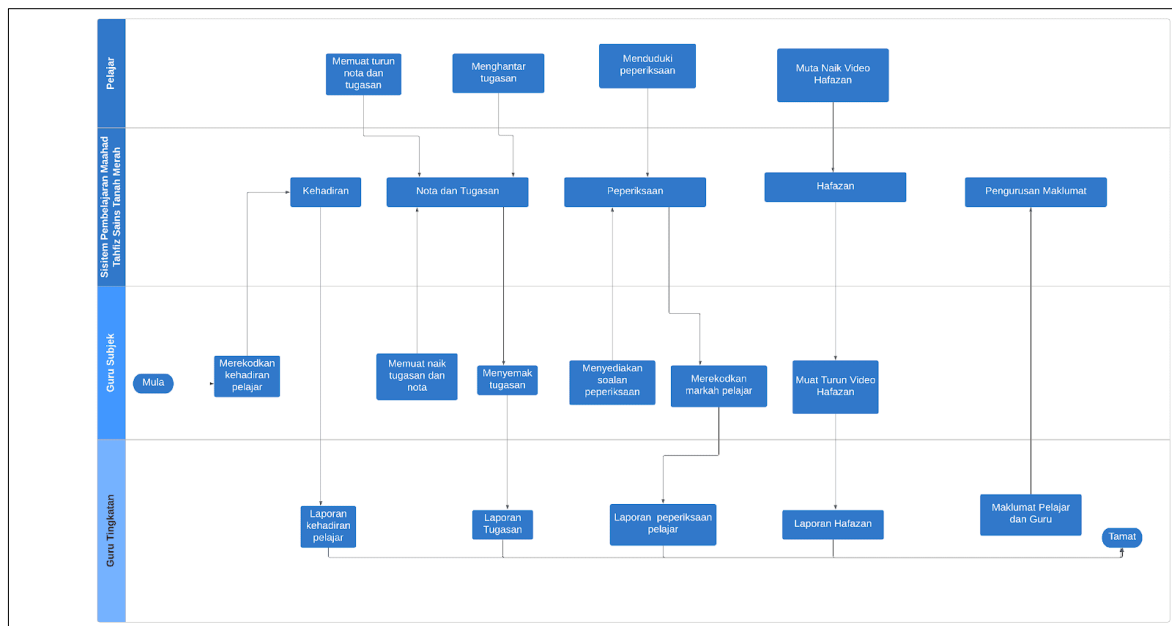 Pelajar
Memuat turun
nota dan
tugasan
Menghantar
tugasan
Menduduki
peperiksaan
Muta Naik Video
Hafazan
Sisitem Pembelajaran Maahad
Tahfiz Sains Tanah Merah
Kehadiran
Nota dan Tugasan
Peperiksaan
Hafazan
Pengurusan Maklumat
Guru Subjek
Mula
Merekodkan
kehadiran
pelajar
Memuat naik
tugasan dan
nota
Menyemak
tugasan
Menyediakan
soalan
peperiksaan
Merekodkan
markah pelajar
Muat Turun Video
Hafazan
Guru Tingkatan
Laporan
kehadiran
pelajar
Laporan
Tugasan
Laporan  peperiksaan
pelajar
Laporan Hafazan
Maklumat Pelajar
dan Guru
Tamat